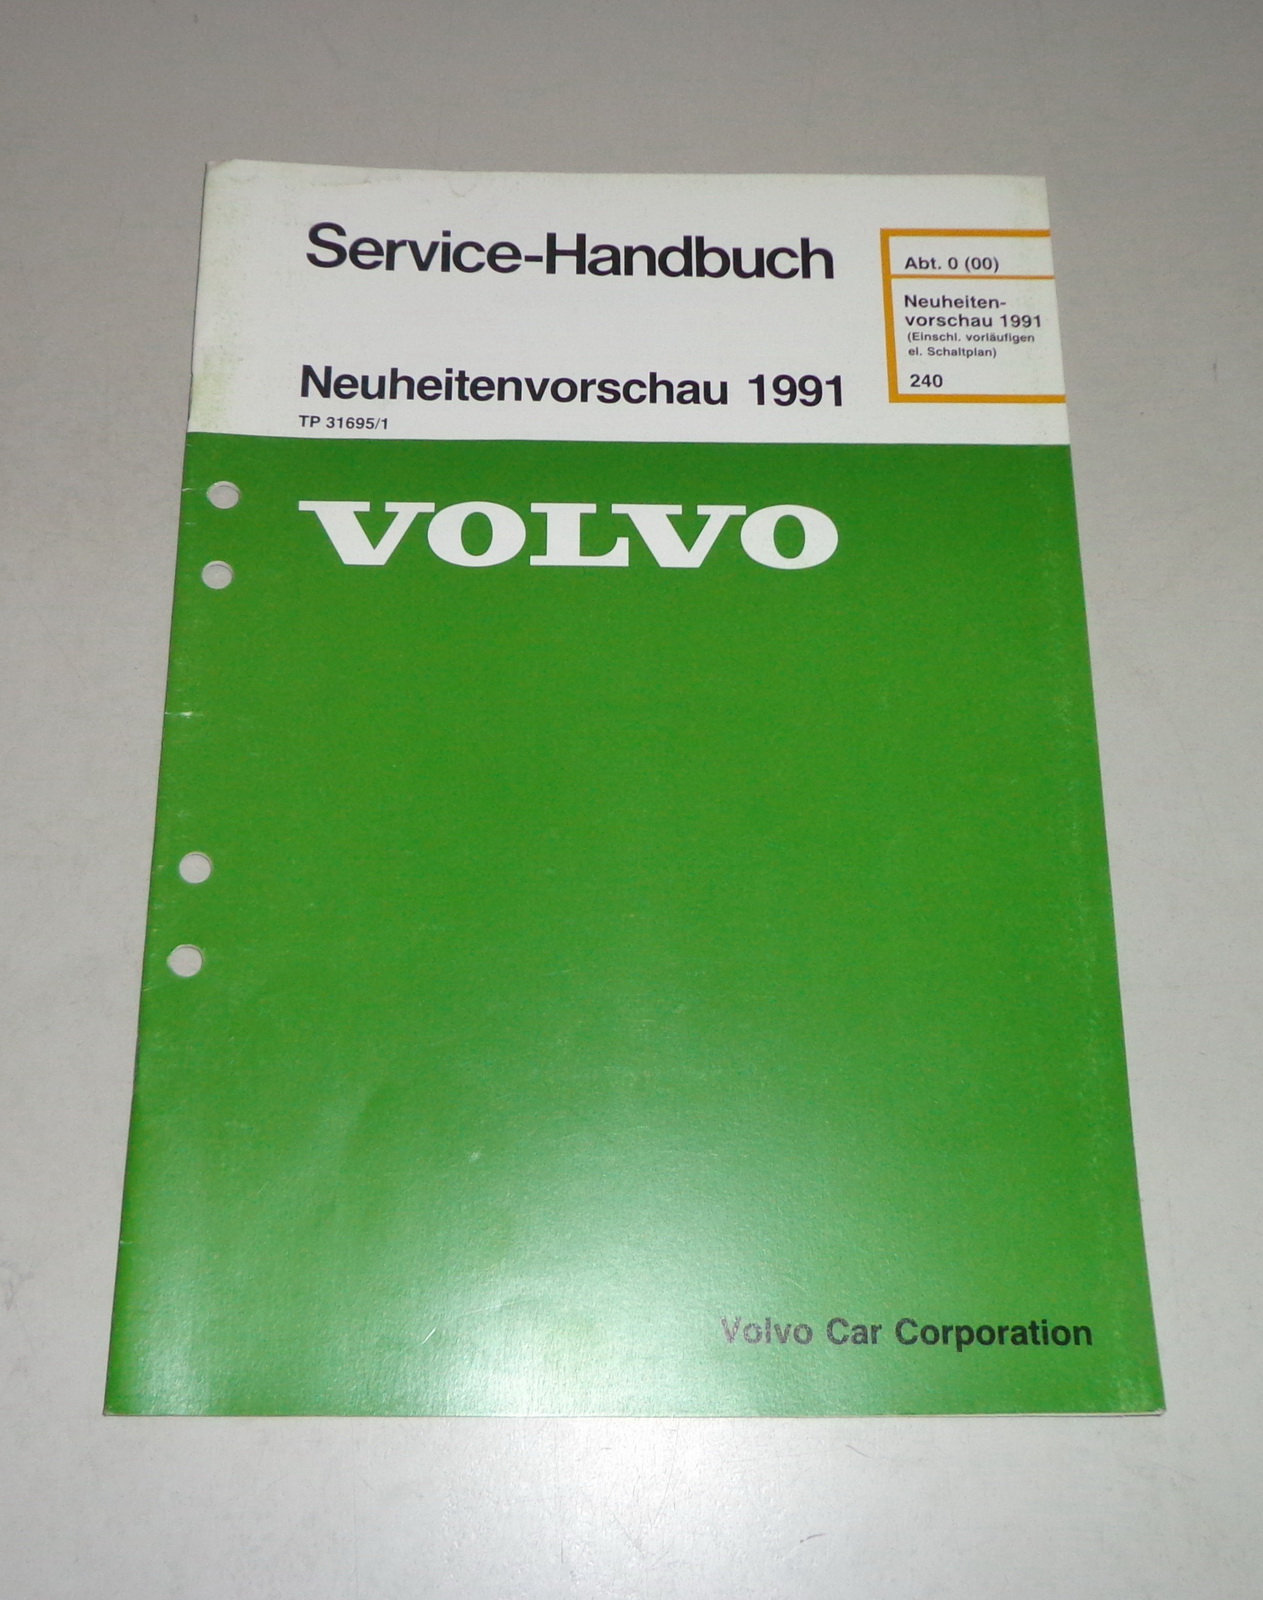 Service-Handbuch
Neuheitenvorschau 1991
TP 31695/1
Abt. 0 (00)
Neuheiten-
vorschau 1991
(Einschl. vorläufigen
el. Schaltplan)
240
VOLVO
Volvo Car Corporation